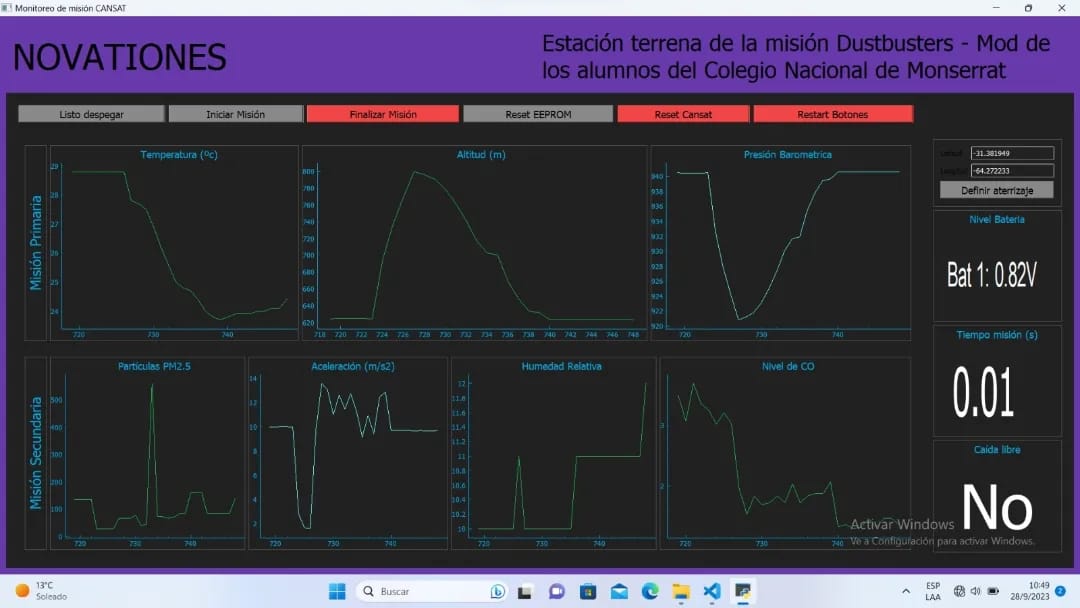 Monitoreo de misión CANSAT
NOVATIONES
Estación terrena de la misión Dustbusters - Mod de
los alumnos del Colegio Nacional de Monserrat
Listo despegar
Iniciar Misión
Finalizar Misión
Reset EEPROM
Reset Cansat
Restart Botones
Misión Primaria
Temperatura (ºc)
29
28
27
26
25
24
720 730 740
Altitud (m)
800
780
760
740
720
700
680
660
640
620
718 720 722 724 726 728 730 732 734 736 738 740 742 744 746 748
Presión Barometrica
940
938
936
934
932
930
928
926
924
922
920
720 730 740
-31.381949
-64.272233
Definir aterrizaje
Nivel Bateria
Bat 1: 0.82V
Tiempo misión (s)
0.01
Caída libre
No
Misión Secundaria
Particulas PM2.5
500
400
300
200
100
0
720 730 740
Aceleración (m/s2)
14
12
10
8
6
4
2
720 730 740
Humedad Relativa
12
11.8
11.6
11.4
11.2
11
10.8
10.6
10.4
10.2
10
720 730 740
Nivel de CO
3
2
720 730 740
Activar Windows
Ve a Configuración para activar Windows.
13°C
Soleado
Buscar
ESP
LAA
10:49
28/9/2023
2